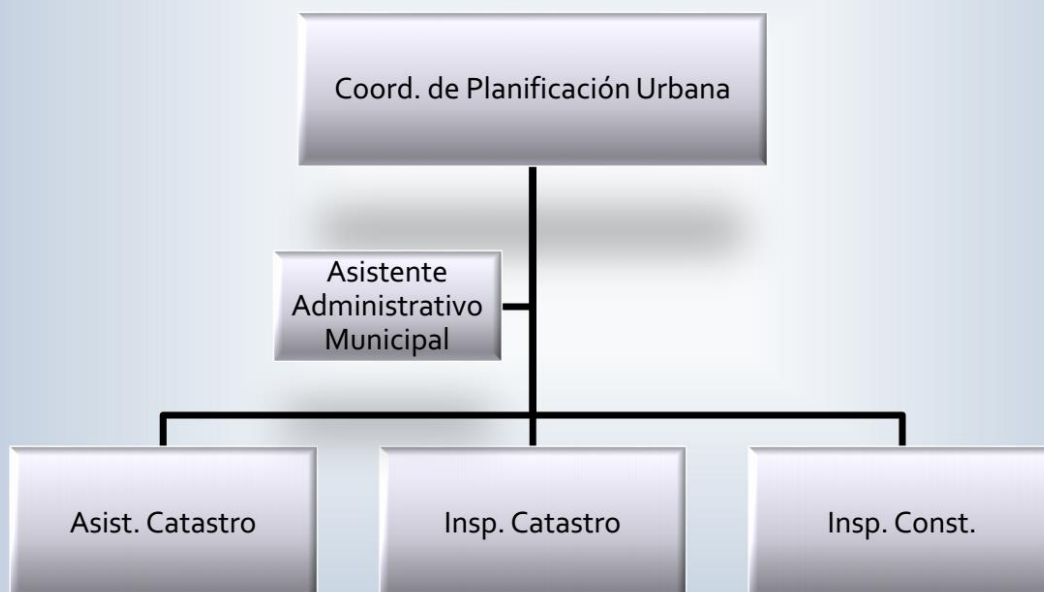 Coord. de Planificación Urbana
Asistente
Administrativo
Municipal
Asist. Catastro
Insp. Catastro
Insp. Const.